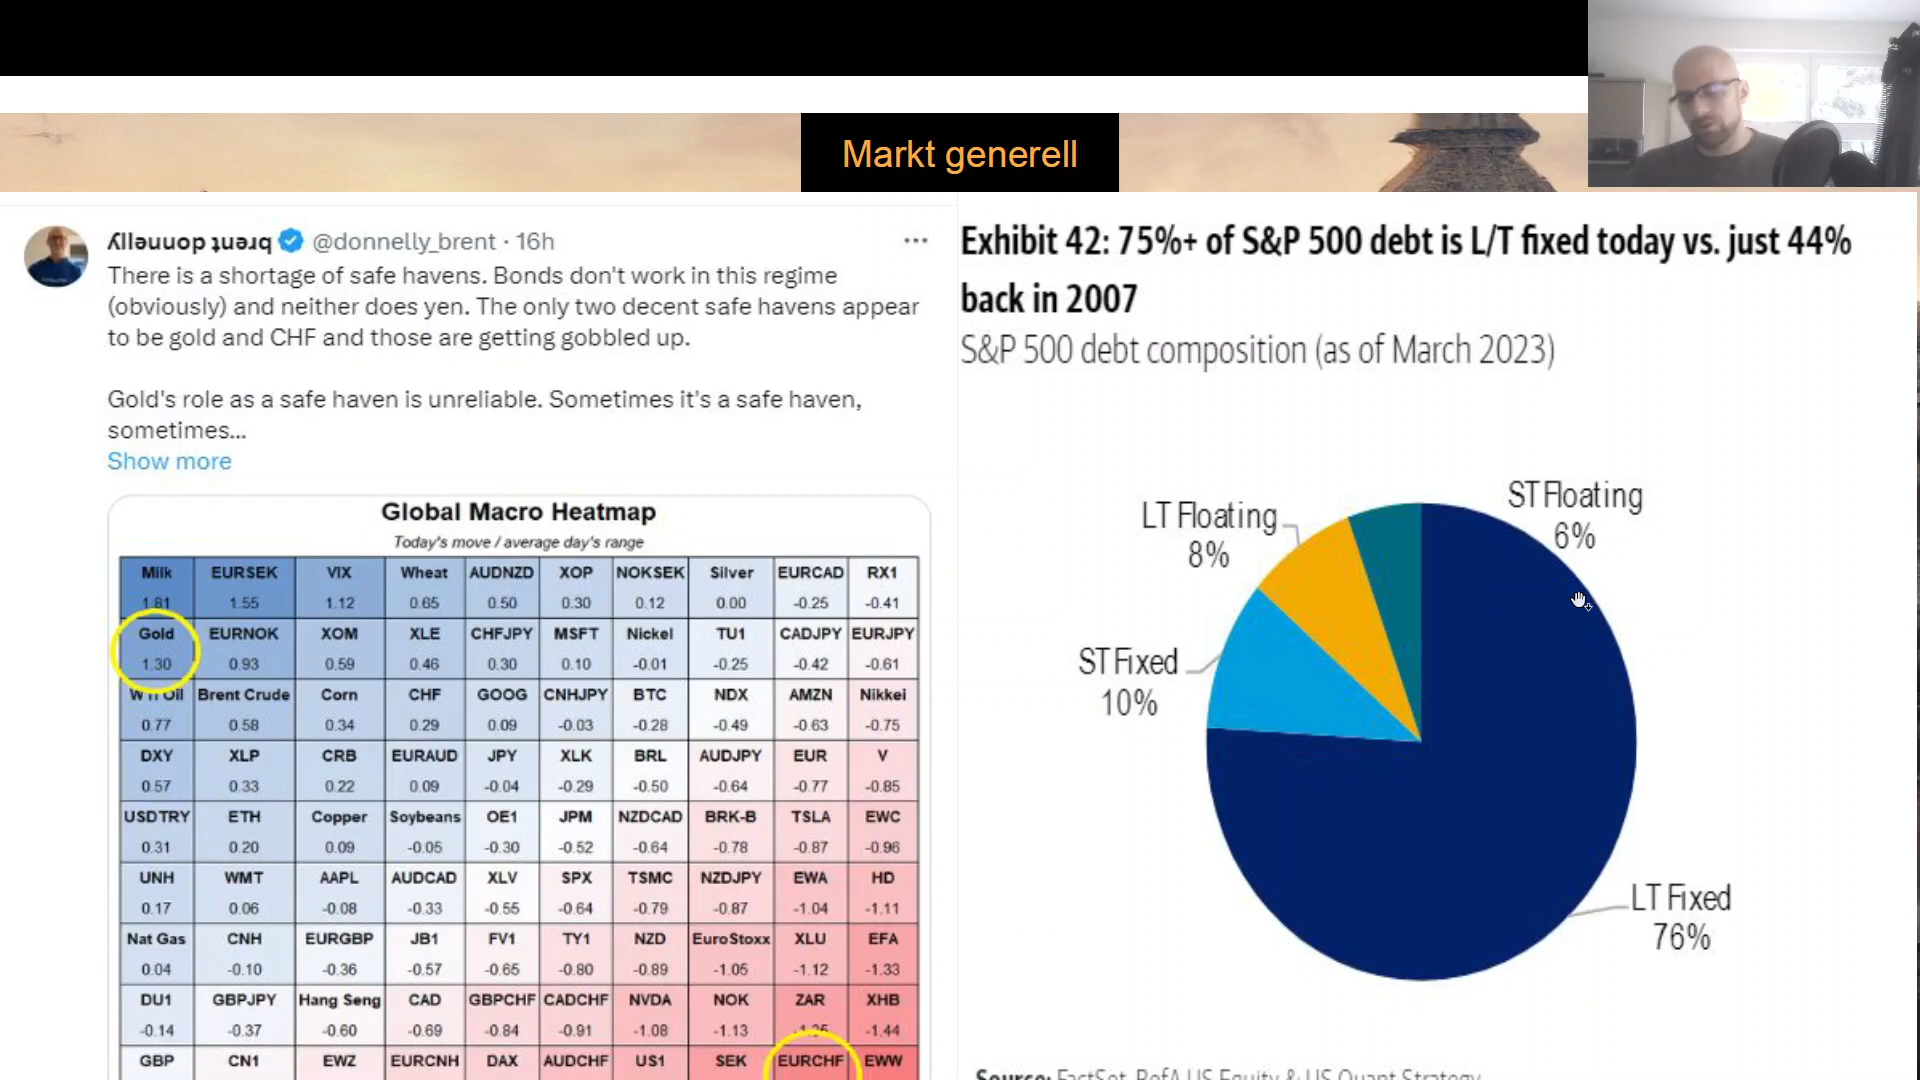 Markt generell
ʎllǝuuop ʇuǝɹq @donnelly_brent · 16h
There is a shortage of safe havens. Bonds don't work in this regime
(obviously) and neither does yen. The only two decent safe havens appear
to be gold and CHF and those are getting gobbled up.
Gold's role as a safe haven is unreliable. Sometimes it's a safe haven,
sometimes...
Show more
Global Macro Heatmap
Today's move / average day's range
Milk EURSEK VIX Wheat AUDNZD XOP NOKSEK Silver EURCAD RX1
1.81 1.55 1.12 0.65 0.50 0.30 0.12 0.00 -0.25 -0.41
Gold EURNOK XOM XLE CHFJPY MSFT Nickel TU1 CADJPY EURJPY
1.30 0.93 0.59 0.46 0.30 0.10 -0.01 -0.25 -0.42 -0.61
WTI Oil Brent Crude Corn CHF GOOG CNHJPY BTC NDX AMZN Nikkei
0.77 0.58 0.34 0.29 0.09 -0.03 -0.28 -0.49 -0.63 -0.75
DXY XLP CRB EURAUD JPY XLK BRL AUDJPY EUR V
0.57 0.33 0.22 0.09 -0.04 -0.29 -0.50 -0.64 -0.77 -0.85
USDTRY ETH Copper Soybeans OE1 JPM NZDCAD BRK-B TSLA EWC
0.31 0.20 0.09 -0.05 -0.30 -0.52 -0.64 -0.78 -0.87 -0.96
UNH WMT AAPL AUDCAD XLV SPX TSMC NZDJPY EWA HD
0.17 0.06 -0.08 -0.33 -0.55 -0.64 -0.79 -0.87 -1.04 -1.11
Nat Gas CNH EURGBP JB1 FV1 TY1 NZD EuroStoxx XLU EFA
0.04 -0.10 -0.36 -0.57 -0.65 -0.80 -0.89 -1.05 -1.12 -1.33
DU1 GBPJPY Hang Seng CAD GBPCHF CADCHF NVDA NOK ZAR XHB
-0.14 -0.37 -0.60 -0.69 -0.84 -0.91 -1.08 -1.13 -1.44
GBP CN1 EWZ EURCNH DAX AUDCHF US1 SEK EURCHF EWW
Exhibit 42: 75%+ of S&P 500 debt is L/T fixed today vs. just 44%
back in 2007
S&P 500 debt composition (as of March 2023)
ST Floating
6%
LT Floating
8%
ST Fixed
10%
LT Fixed
76%
Source: FactSet, BofA US Equity & US Quant Strategy